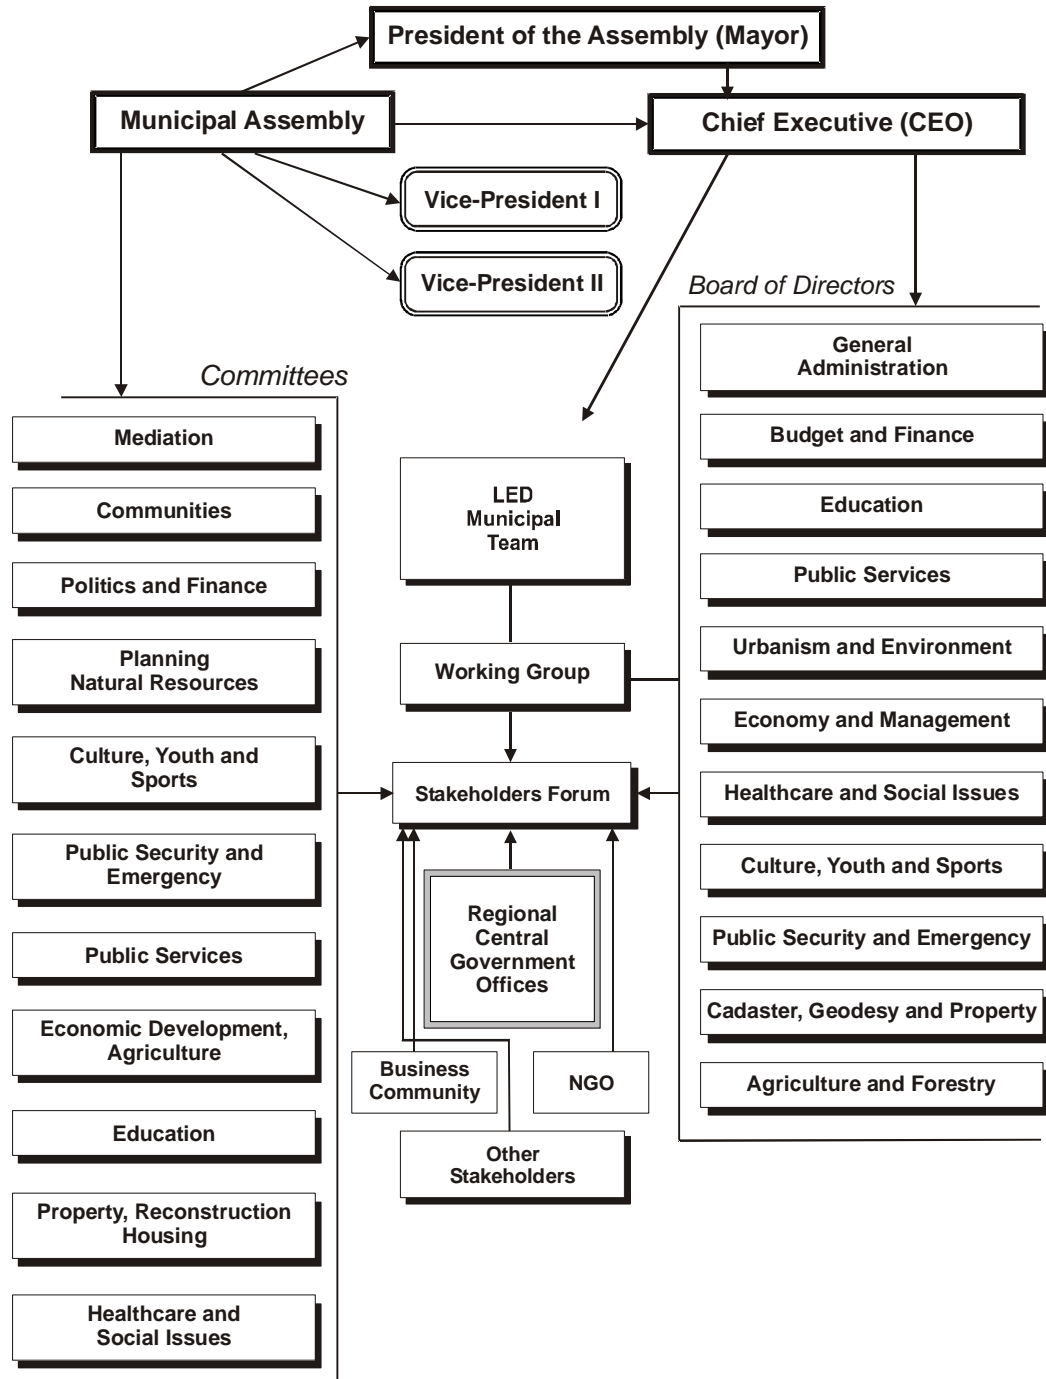 President of the Assembly (Mayor)
Municipal Assembly
Chief Executive (CEO)
Vice-President I
Vice-President II
Board of Directors
General
Administration
Budget and Finance
Education
Public Services
Urbanism and Environment
Economy and Management
Healthcare and Social Issues
Culture, Youth and Sports
Public Security and Emergency
Cadaster, Geodesy and Property
Agriculture and Forestry
Committees
Mediation
Communities
Politics and Finance
Planning
Natural Resources
Culture, Youth and
Sports
Public Security and
Emergency
Public Services
Economic Development,
Agriculture
Education
Property, Reconstruction
Housing
Healthcare and
Social Issues
LED
Municipal
Team
Working Group
Stakeholders Forum
Regional
Central
Government
Offices
Business
Community
NGO
Other
Stakeholders